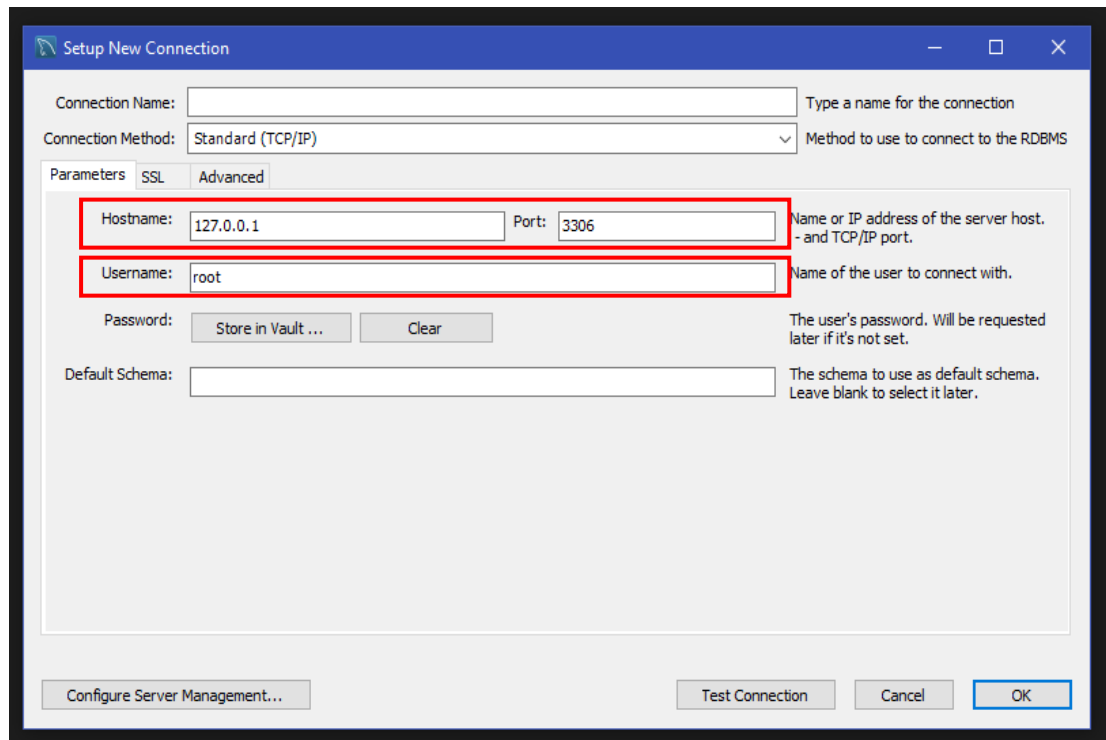 Setup New Connection
Connection Name:
Type a name for the connection
Connection Method: Standard (TCP/IP) Method to use to connect to the RDBMS
Parameters SSL Advanced
Hostname: 127.0.0.1 Port: 3306 Name or IP address of the server host.
- and TCP/IP port.
Username: root Name of the user to connect with.
Password: Store in Vault ... Clear The user's password. Will be requested
later if it's not set.
Default Schema: The schema to use as default schema.
Leave blank to select it later.
Configure Server Management... Test Connection Cancel OK